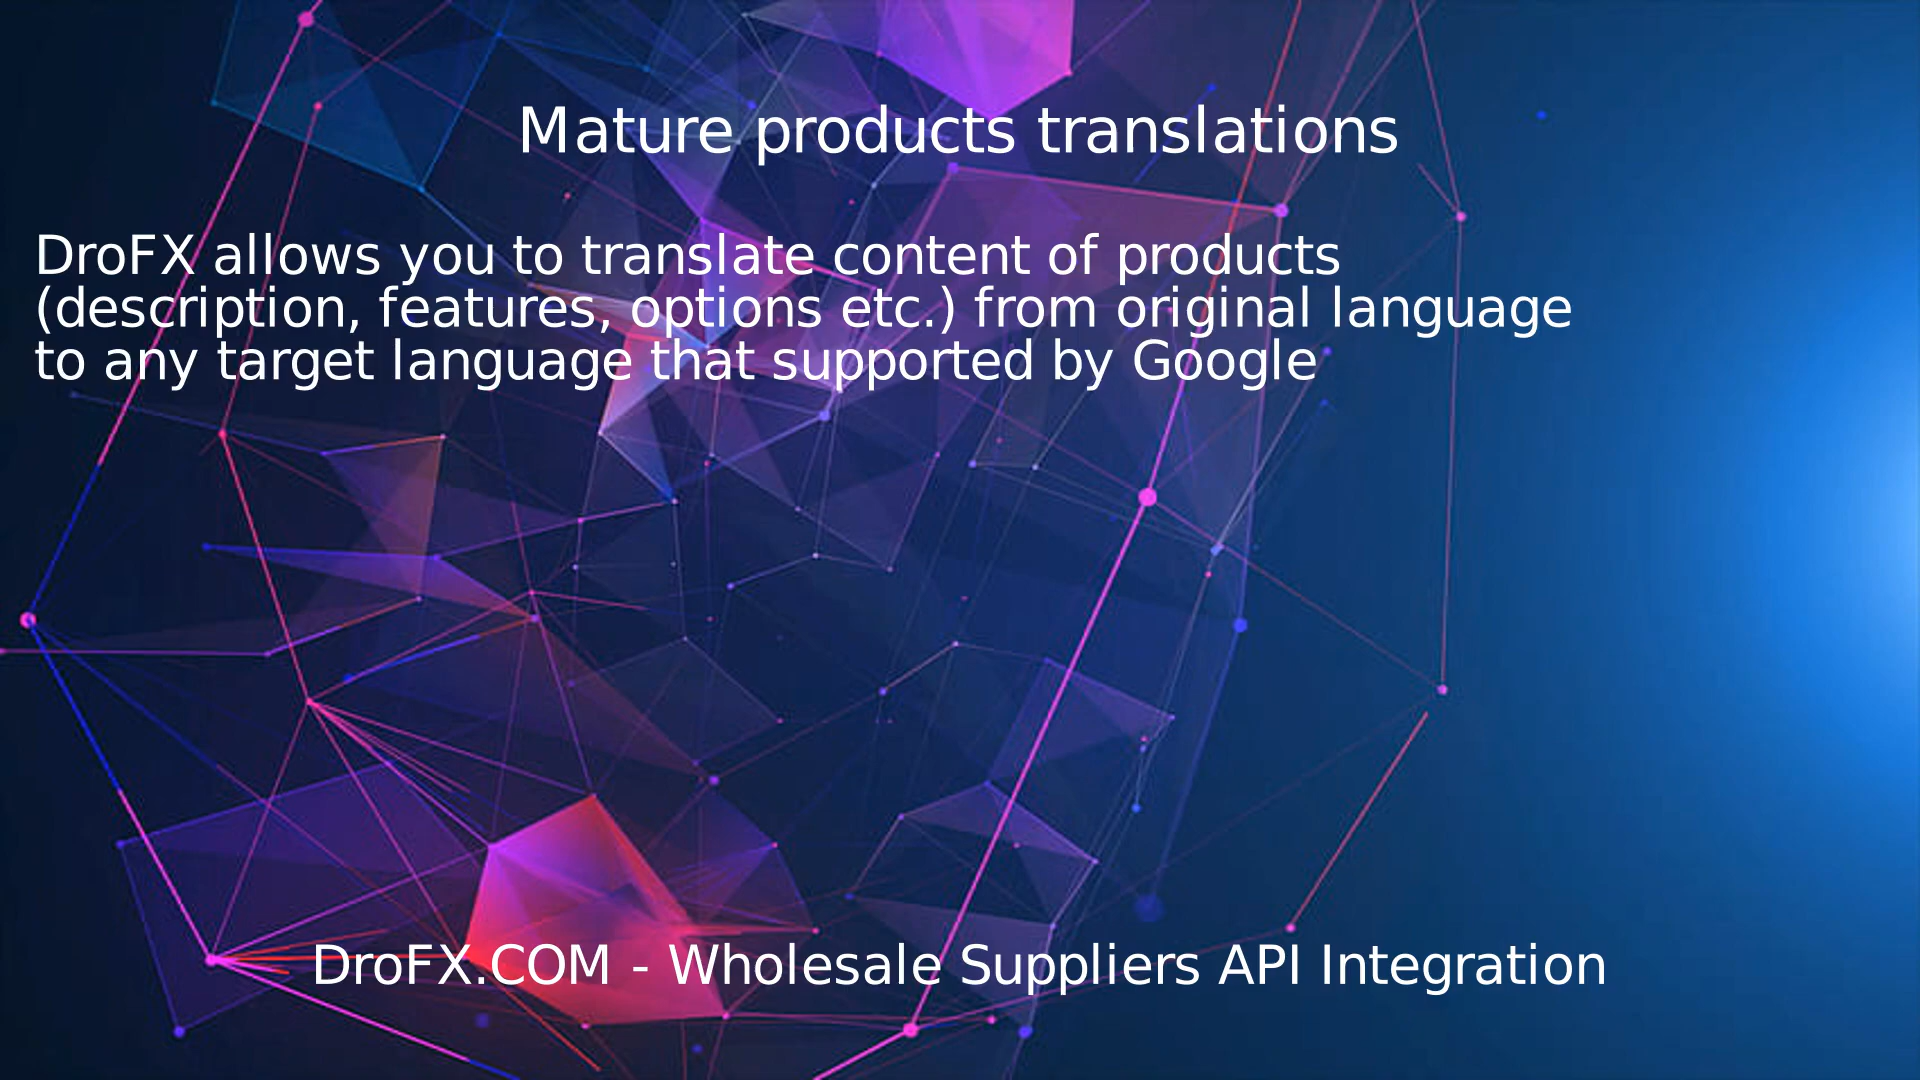 Mature products translations
DroFX allows you to translate content of products
(description, features, options etc.) from original language
to any target language that supported by Google
DroFX.COM - Wholesale Suppliers API Integration